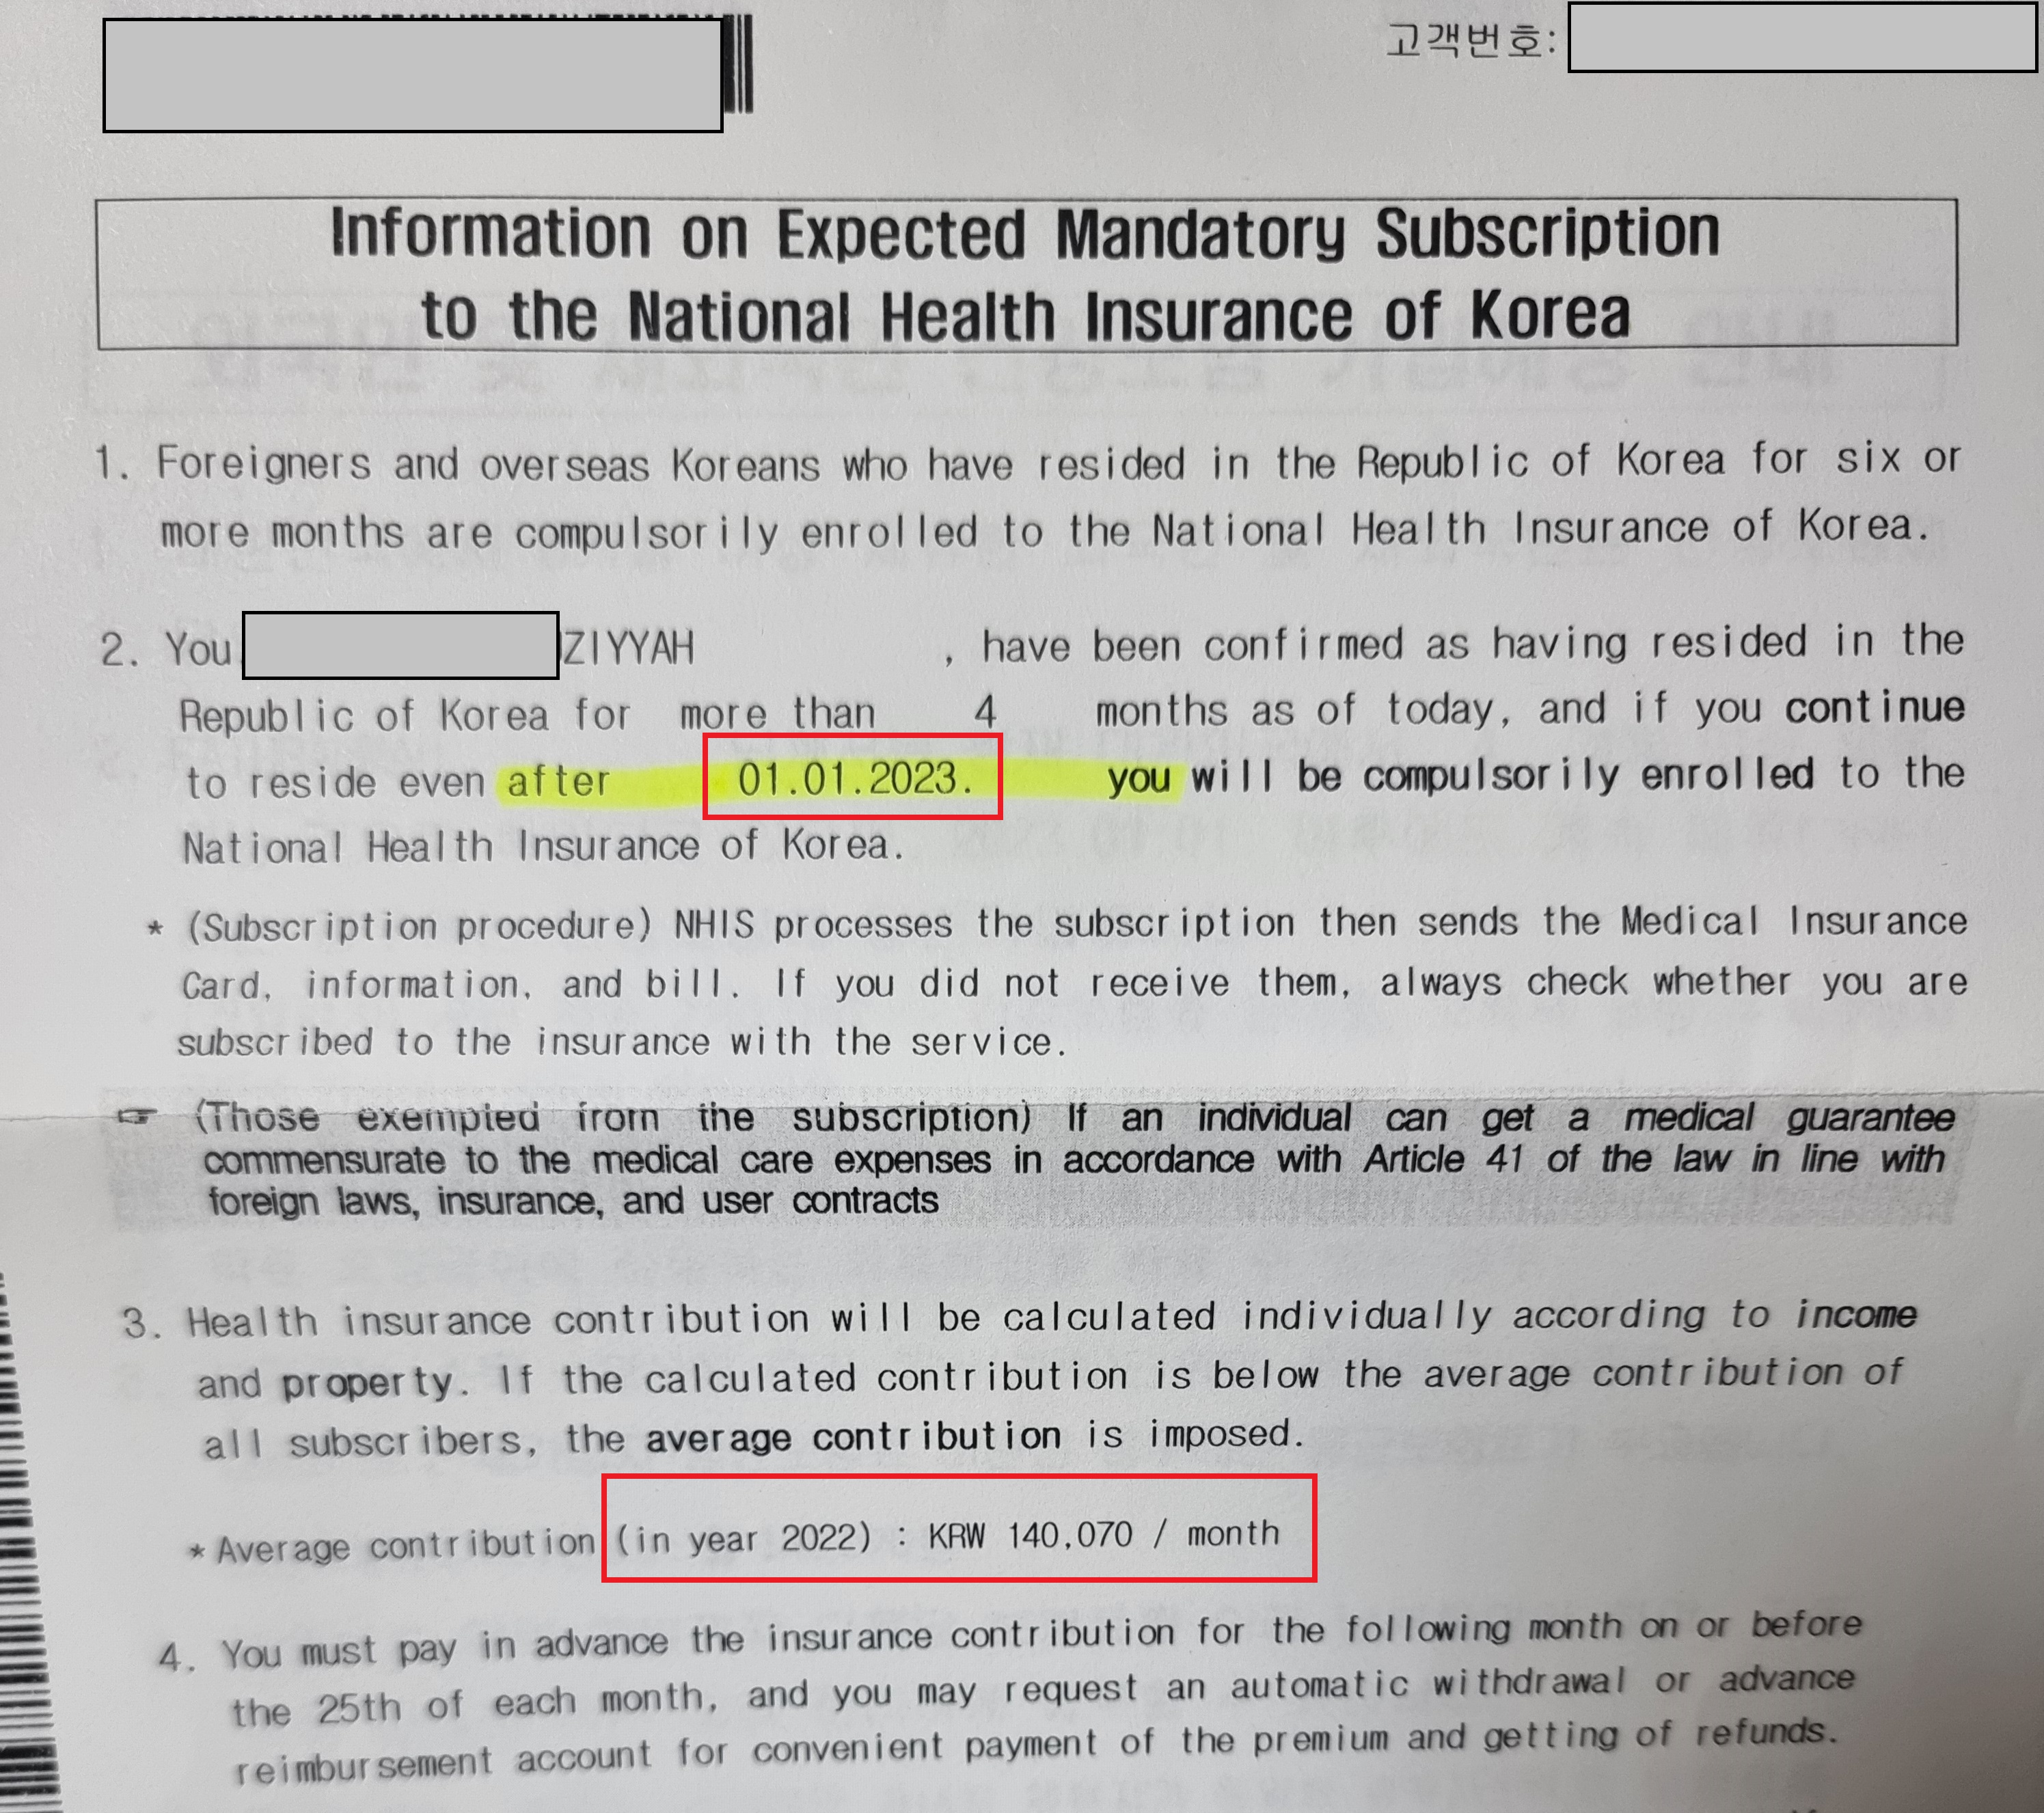 고객번호:
Information on Expected Mandatory Subscription
to the National Health Insurance of Korea
1. Foreigners and overseas Koreans who have resided in the Republic of Korea for six or
more months are compulsorily enrolled to the National Health Insurance of Korea.
2. You ZIYYAH , have been confirmed as having resided in the
Republic of Korea for more than 4 months as of today, and if you continue
to reside even after 01.01.2023. you will be compulsorily enrolled to the
National Health Insurance of Korea.
* (Subscription procedure) NHIS processes the subscription then sends the Medical Insurance
Card, information, and bill. If you did not receive them, always check whether you are
subscribed to the insurance with the service.
☞ (Those exempted from the subscription) If an individual can get a medical guarantee
commensurate to the medical care expenses in accordance with Article 41 of the law in line with
foreign laws, insurance, and user contracts
3. Health insurance contribution will be calculated individually according to income
and property. If the calculated contribution is below the average contribution of
all subscribers, the average contribution is imposed.
* Average contribution (in year 2022) : KRW 140,070 / month
4. You must pay in advance the insurance contribution for the following month on or before
the 25th of each month, and you may request an automatic withdrawal or advance
reimbursement account for convenient payment of the premium and getting of refunds.